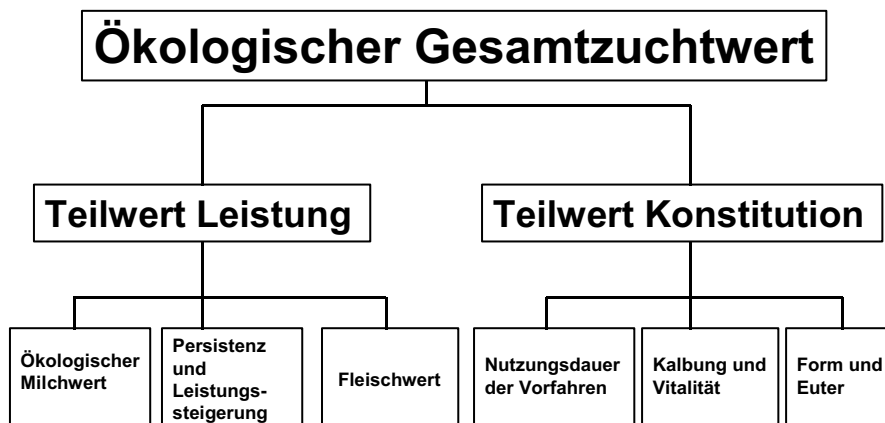 Ökologischer Gesamtzuchtwert
Teilwert Leistung
Teilwert Konstitution
Ökologischer
Milchwert
Persistenz
und
Leistungs-
steigerung
Fleischwert
Nutzungsdauer
der Vorfahren
Kalbung und
Vitalität
Form und
Euter